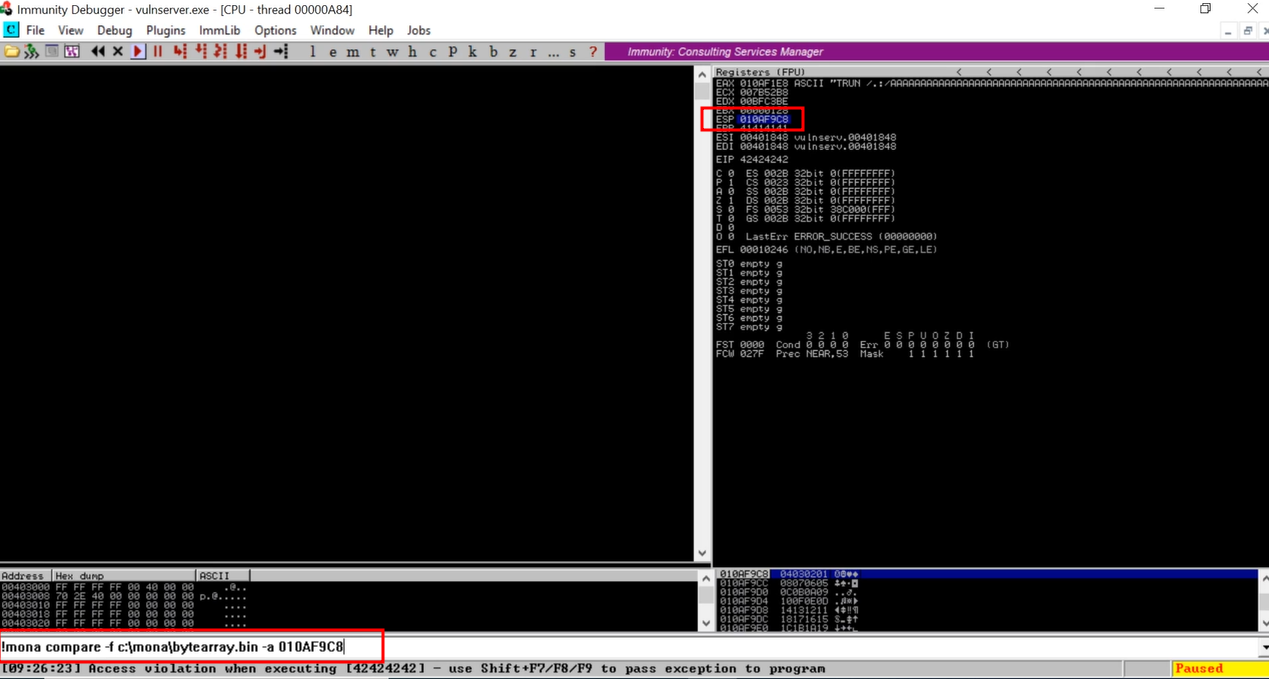 Immunity Debugger - vulnserver.exe - [CPU - thread 00000A84]
C File View Debug Plugins ImmLib Options Window Help Jobs
l e m t w h c P k b z r ... s ? Immunity: Consulting Services Manager
Registers (FPU) < < < < < < < < < < <
EAX 010AF1E8 ASCII "TRUN /.:/AAAAAAAAAAAAAAAAAAAAAAAAAAAAAAAAAAAAAAAAAAAAAAAAAAAAAAAA
ECX 007B52B8
EDX 00BFC3BE
EBX 00000128
ESP 010AF9C8
EBP 41414141
ESI 00401848 vulnserv.00401848
EDI 00401848 vulnserv.00401848
EIP 42424242
C 0 ES 002B 32bit 0(FFFFFFFF)
P 1 CS 0023 32bit 0(FFFFFFFF)
A 0 SS 002B 32bit 0(FFFFFFFF)
Z 1 DS 002B 32bit 0(FFFFFFFF)
S 0 FS 0053 32bit 38C000(FFF)
T 0 GS 002B 32bit 0(FFFFFFFF)
D 0
O 0 LastErr ERROR_SUCCESS (00000000)
EFL 00010246 (NO,NB,E,BE,NS,PE,GE,LE)
ST0 empty g
ST1 empty g
ST2 empty g
ST3 empty g
ST4 empty g
ST5 empty g
ST6 empty g
ST7 empty g
3 2 1 0 E S P U O Z D I
FST 0000 Cond 0 0 0 0 Err 0 0 0 0 0 0 0 0 (GT)
FCW 027F Prec NEAR,53 Mask 1 1 1 1 1 1
Address Hex dump ASCII
00403000 FF FF FF FF 00 40 00 00 .@..
00403008 70 2E 40 00 00 00 00 00 p.@.....
00403010 FF FF FF FF 00 00 00 00 ....
00403018 FF FF FF FF 00 00 00 00 ....
00403020 FF FF FF FF 00 00 00 00 ....
010AF9C8 04030201
010AF9CC 08070605
010AF9D0 0C0B0A09
010AF9D4 100F0E0D
010AF9D8 14131211
010AF9DC 18171615
010AF9E0 1C1B1A19
!mona compare -f c:\mona\bytearray.bin -a 010AF9C8
[09:26:23] Access violation when executing [42424242] - use Shift+F7/F8/F9 to pass exception to program
Paused